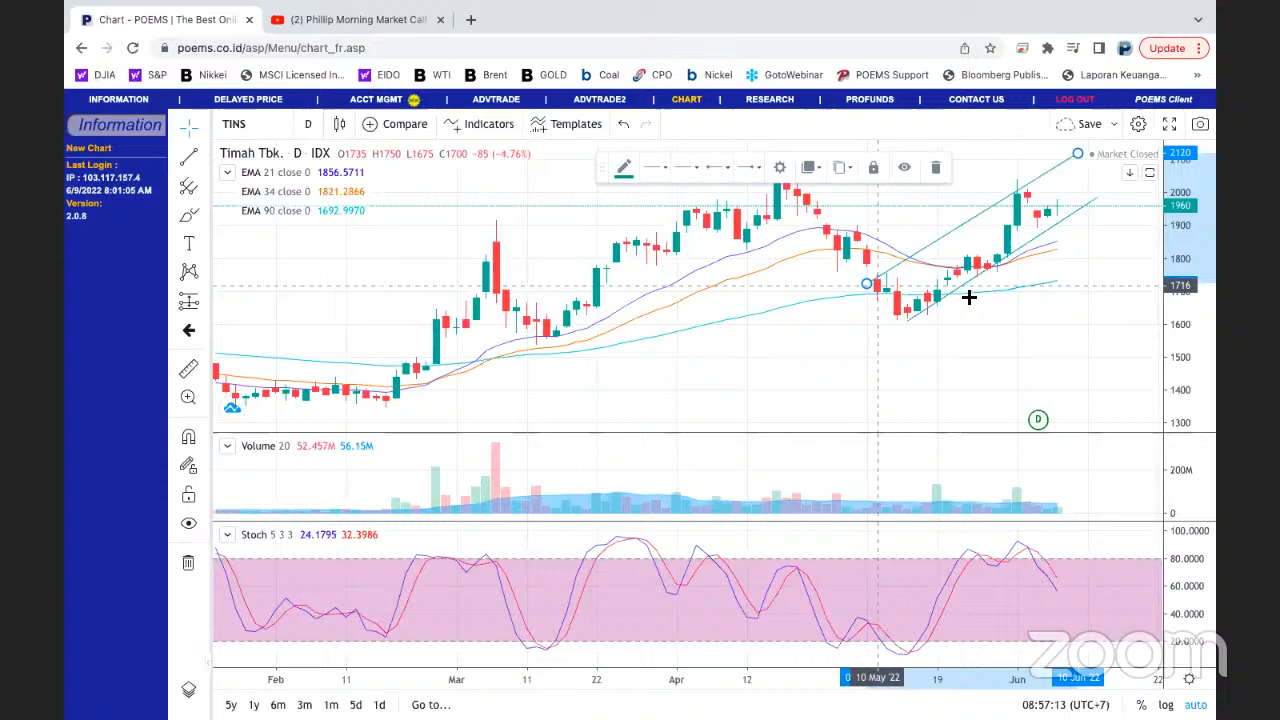 Chart - POEMS | The Best Onli
(2) Phillip Morning Market Call
poems.co.id/asp/Menu/chart_fr.asp
Update
DJIA
S&P
Nikkei
MSCI Licensed In...
EIDO
WTI
Brent
GOLD
Coal
CPO
Nickel
GotoWebinar
POEMS Support
Bloomberg Publis...
Laporan Keuanga...
»
INFORMATION | DELAYED PRICE | ACCT MGMT | ADVTRADE | ADVTRADE2 | CHART | RESEARCH | PROFUNDS | CONTACT US | LOG OUT POEMS Client
Information
New Chart
Last Login :
IP : 103.117.157.4
6/9/2022 8:01:05 AM
Version:
2.0.8
TINS D Compare Indicators Templates Save
Timah Tbk. · D · IDX O1735 H1750 L1675 C1700 -85 (-4.76%)
Market Closed
EMA 21 close 0 1856.5711
EMA 34 close 0 1821.2866
EMA 90 close 0 1692.9970
2120
2000
1960
1900
1800
1716
1600
1500
1400
1300
D
Volume 20 52.457M 56.15M
200M
0
Stoch 5 3 3 24.1795 32.3986
100.0000
80.0000
60.0000
40.0000
20.0000
zoom
Feb 11 Mar 11 22 Apr 12 10 May '22 19 Jun 10 Jun '22 22
5y 1y 6m 3m 1m 5d 1d Go to... 08:57:13 (UTC+7) % log auto